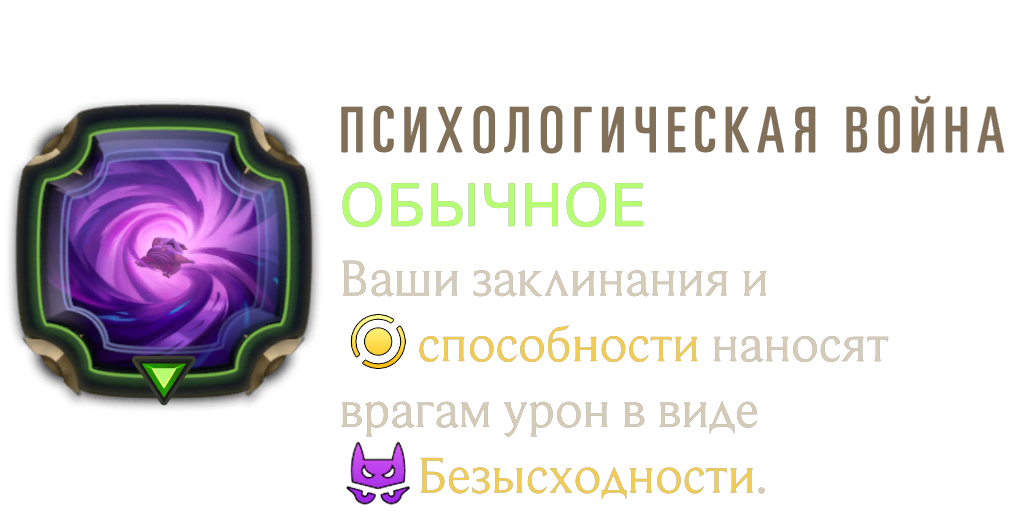 ПСИХОЛОГИЧЕСКАЯ ВОЙНА
ОБЫЧНОЕ
Ваши заклинания и
способности наносят
врагам урон в виде
Безысходности.